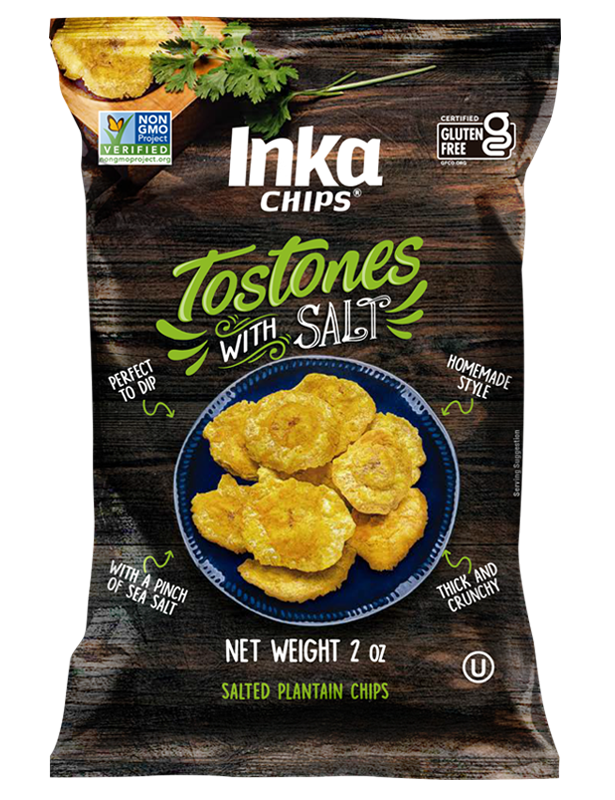 NON
GMO
Project
VERIFIED
nongmoproject.org
CERTIFIED
GLUTEN
FREE
GFCO.ORG
Inka
CHIPS®
Tostones
WITH SALT
PERFECT
TO DIP
HOMEMADE
STYLE
Serving Suggestion
WITH A PINCH
OF SEA SALT
THICK AND
CRUNCHY
NET WEIGHT 2 OZ
U
SALTED PLANTAIN CHIPS